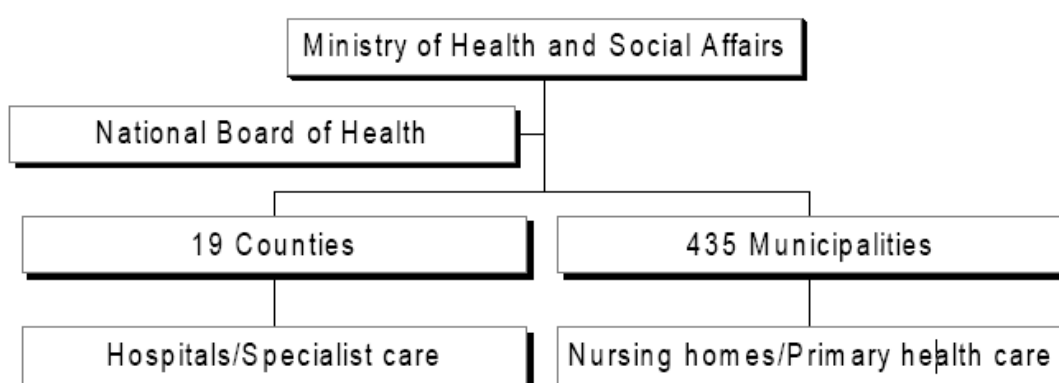 Ministry of Health and Social Affairs
National Board of Health
19 Counties
435 Municipalities
Hospitals/Specialist care
Nursing homes/Primary health care